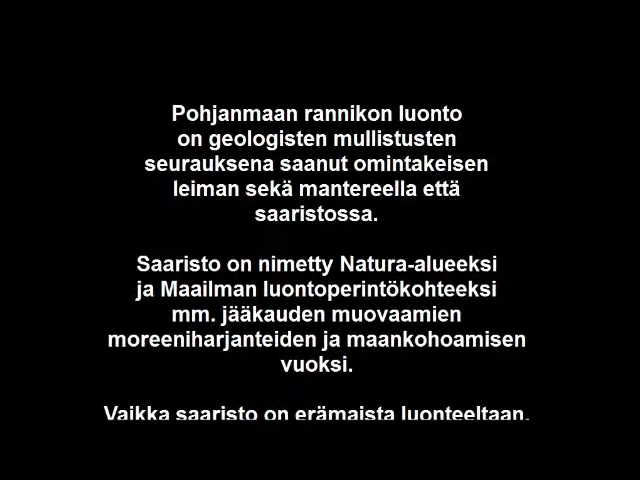 Pohjanmaan rannikon luonto
on geologisten mullistusten
seurauksena saanut omintakeisen
leiman sekä mantereella että
saaristossa.
Saaristo on nimetty Natura-alueeksi
ja Maailman luontoperintökohteeksi
mm. jääkauden muovaamien
moreeniharjanteiden ja maankohoamisen
vuoksi.
Vaikka saaristo on erämaista luonteeltaan,